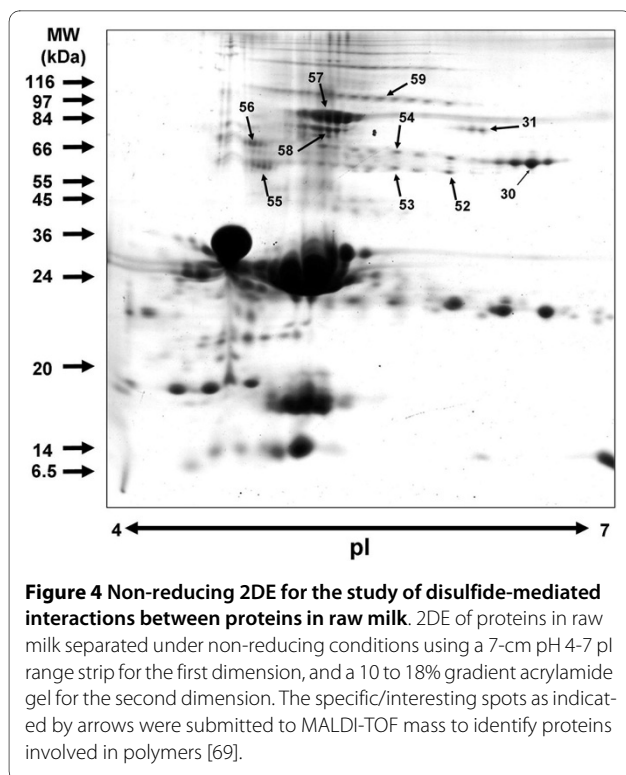 MW
(kDa)
116
97
84
66
55
45
36
24
20
14
6.5
57
59
56
54
31
58
55
53
52
30
4
7
pI
Figure 4 Non-reducing 2DE for the study of disulfide-mediated
interactions between proteins in raw milk. 2DE of proteins in raw
milk separated under non-reducing conditions using a 7-cm pH 4-7 pI
range strip for the first dimension, and a 10 to 18% gradient acrylamide
gel for the second dimension. The specific/interesting spots as indicat-
ed by arrows were submitted to MALDI-TOF mass to identify proteins
involved in polymers [69].